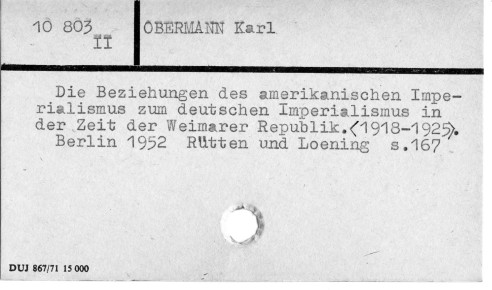 10 803
II
OBERMANN Karl
Die Beziehungen des amerikanischen Impe-
rialismus zum deutschen Imperialismus in
der Zeit der Weimarer Republik.(1918-1925).
Berlin 1952 Rütten und Loening s.167
DUJ 867/71 15 000